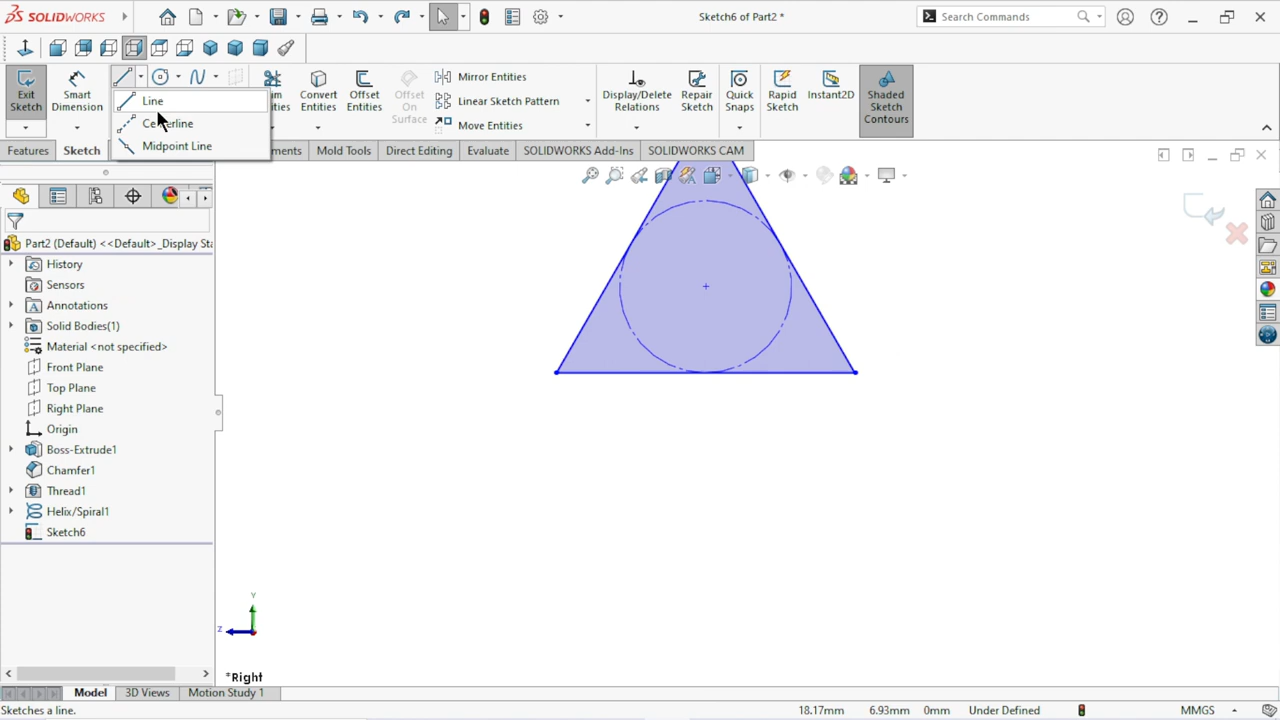 SOLIDWORKS
Sketch6 of Part2 *
Search Commands
Exit Sketch
Smart Dimension
Convert Entities
Offset Entities
Offset On Surface
Mirror Entities
Linear Sketch Pattern
Move Entities
Display/Delete Relations
Repair Sketch
Quick Snaps
Rapid Sketch
Instant2D
Shaded Sketch Contours
Line
Midpoint Line
Features
Sketch
Mold Tools
Direct Editing
Evaluate
SOLIDWORKS Add-Ins
SOLIDWORKS CAM
Part2 (Default) <<Default>_Display Sta
History
Sensors
Annotations
Solid Bodies(1)
Material <not specified>
Front Plane
Top Plane
Right Plane
Origin
Boss-Extrude1
Chamfer1
Thread1
Helix/Spiral1
Sketch6
Y
Z
*Right
Model
3D Views
Motion Study 1
Sketches a line.
18.17mm
6.93mm
0mm
Under Defined
MMGS